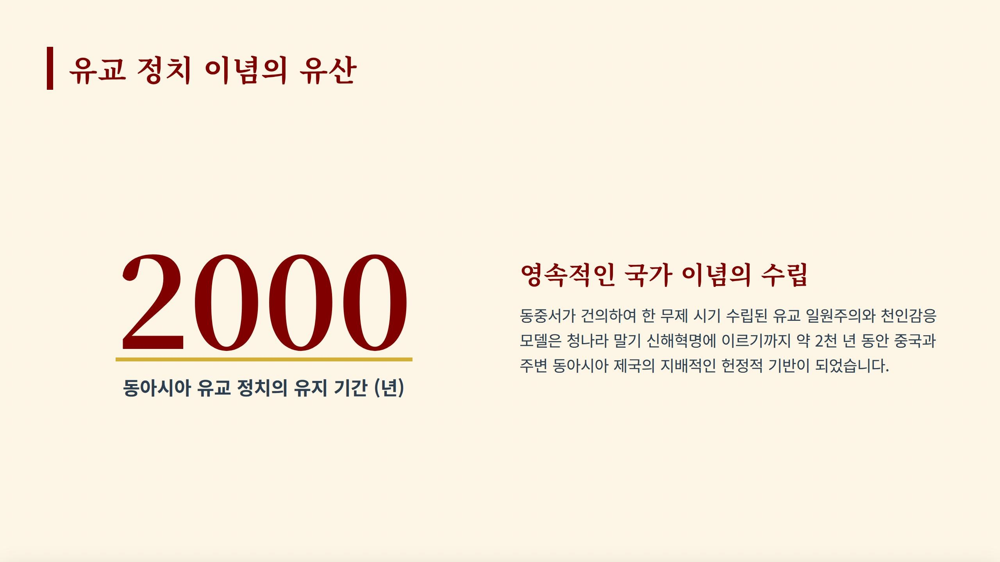 유교 정치 이념의 유산
2000
동아시아 유교 정치의 유지 기간 (년)
영속적인 국가 이념의 수립
동중서가 건의하여 한 무제 시기 수립된 유교 일원주의와 천인감응
모델은 청나라 말기 신해혁명에 이르기까지 약 2천 년 동안 중국과
주변 동아시아 제국의 지배적인 헌정적 기반이 되었습니다.